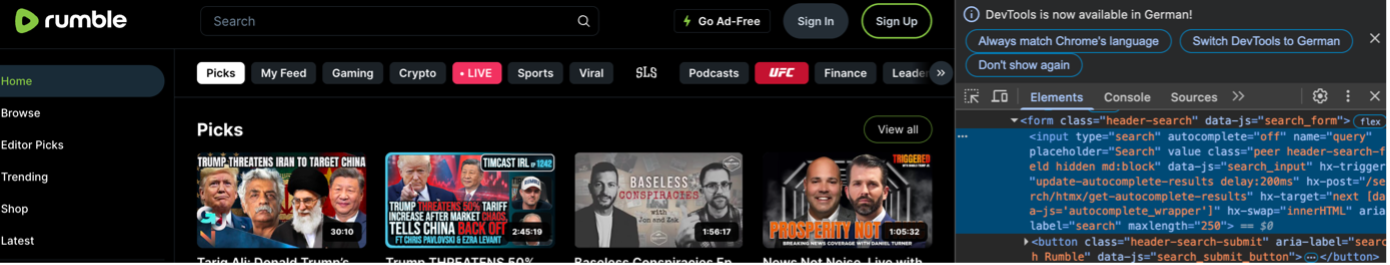 rumble
Search
Go Ad-Free
Sign In
Sign Up
Home
Browse
Editor Picks
Trending
Shop
Latest
Picks
My Feed
Gaming
Crypto
• LIVE
Sports
Viral
SLS
Podcasts
UFC
Finance
Leader
»
Picks
View all
TRUMP THREATENS IRAN TO TARGET CHINA
30:10
TIMCAST IRL EP 1242
TRUMP THREATENS 50% TARIFF
INCREASE AFTER MARKET CHAOS,
TELLS CHINA BACK OFF
FT CHRIS PAVLOVSKI & EZRA LEVANT
2:45:19
BASELESS
CONSPIRACIES
with Jon and Zak
1:56:17
TRIGGERED
PROSPERITY NOT
BREAKING NEWS COVERAGE WITH DANIEL TURNER
1:05:32
Tariq Ali: Donald Trump's
Trump THREATENS 50%
Baseless Conspiracies Ep
News Not Noise, Live with
DevTools is now available in German!
Always match Chrome's language
Switch DevTools to German
Don't show again
Elements
Console
Sources
»
<form class="header-search" data-js="search_form"> flex
<input type="search" autocomplete="off" name="query"
placeholder="Search" value class="peer header-search-f
eld hidden md:block" data-js="search_input" hx-trigger
"update-autocomplete-results delay:200ms" hx-post="/se
rch/htmx/get-autocomplete-results" hx-target="next [da
a-js='autocomplete_wrapper']" hx-swap="innerHTML" aria
label="search" maxlength="250"> == $0
<button class="header-search-submit" aria-label="searc
h Rumble" data-js="search_submit_button"> … </button>